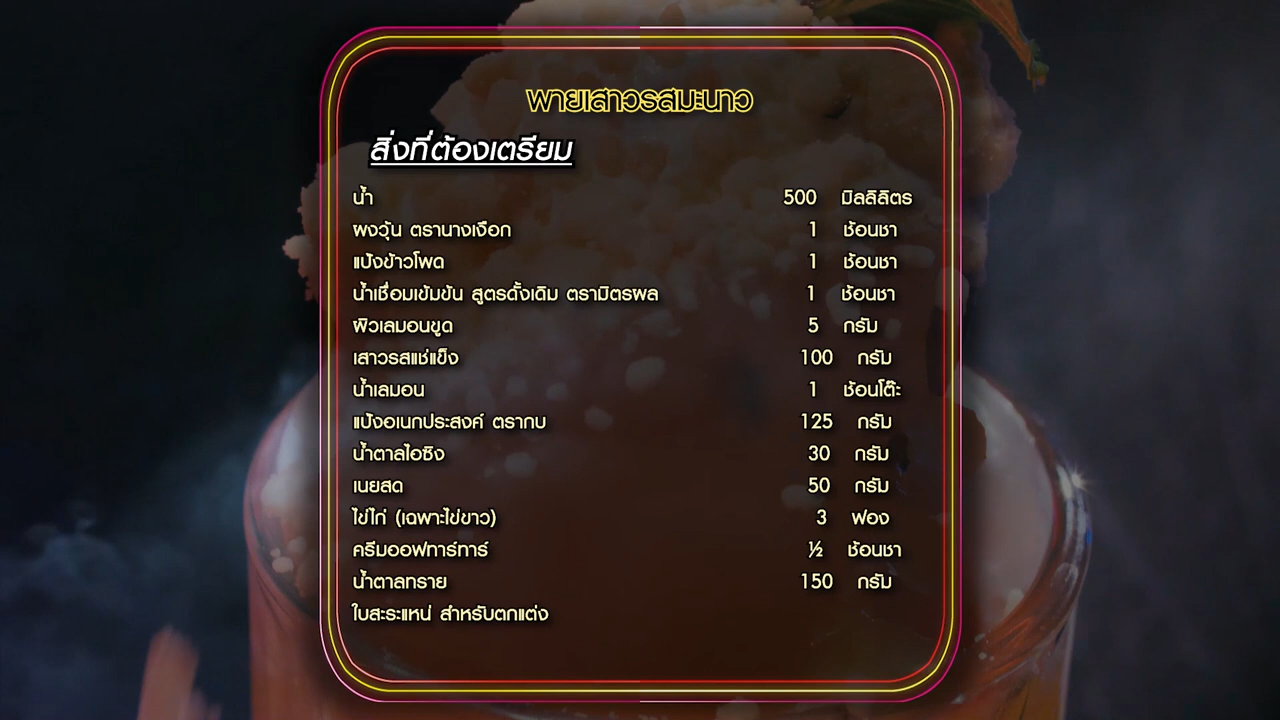 พายเสาวรสมะนาว
สิ่งที่ต้องเตรียม
น้ำ 500 มิลลิลิตร
ผงวุ้น ตรานางเงือก 1 ช้อนชา
แป้งข้าวโพด 1 ช้อนชา
น้ำเชื่อมเข้มข้น สูตรดั้งเดิม ตรามิตรผล 1 ช้อนชา
ผิวเลมอนขูด 5 กรัม
เสาวรสแช่แข็ง 100 กรัม
น้ำเลมอน 1 ช้อนโต๊ะ
แป้งอเนกประสงค์ ตรากบ 125 กรัม
น้ำตาลไอซิง 30 กรัม
เนยสด 50 กรัม
ไข่ไก่ (เฉพาะไข่ขาว) 3 ฟอง
ครีมออฟทาร์ทาร์ ½ ช้อนชา
น้ำตาลทราย 150 กรัม
ใบสะระแหน่ สำหรับตกแต่ง